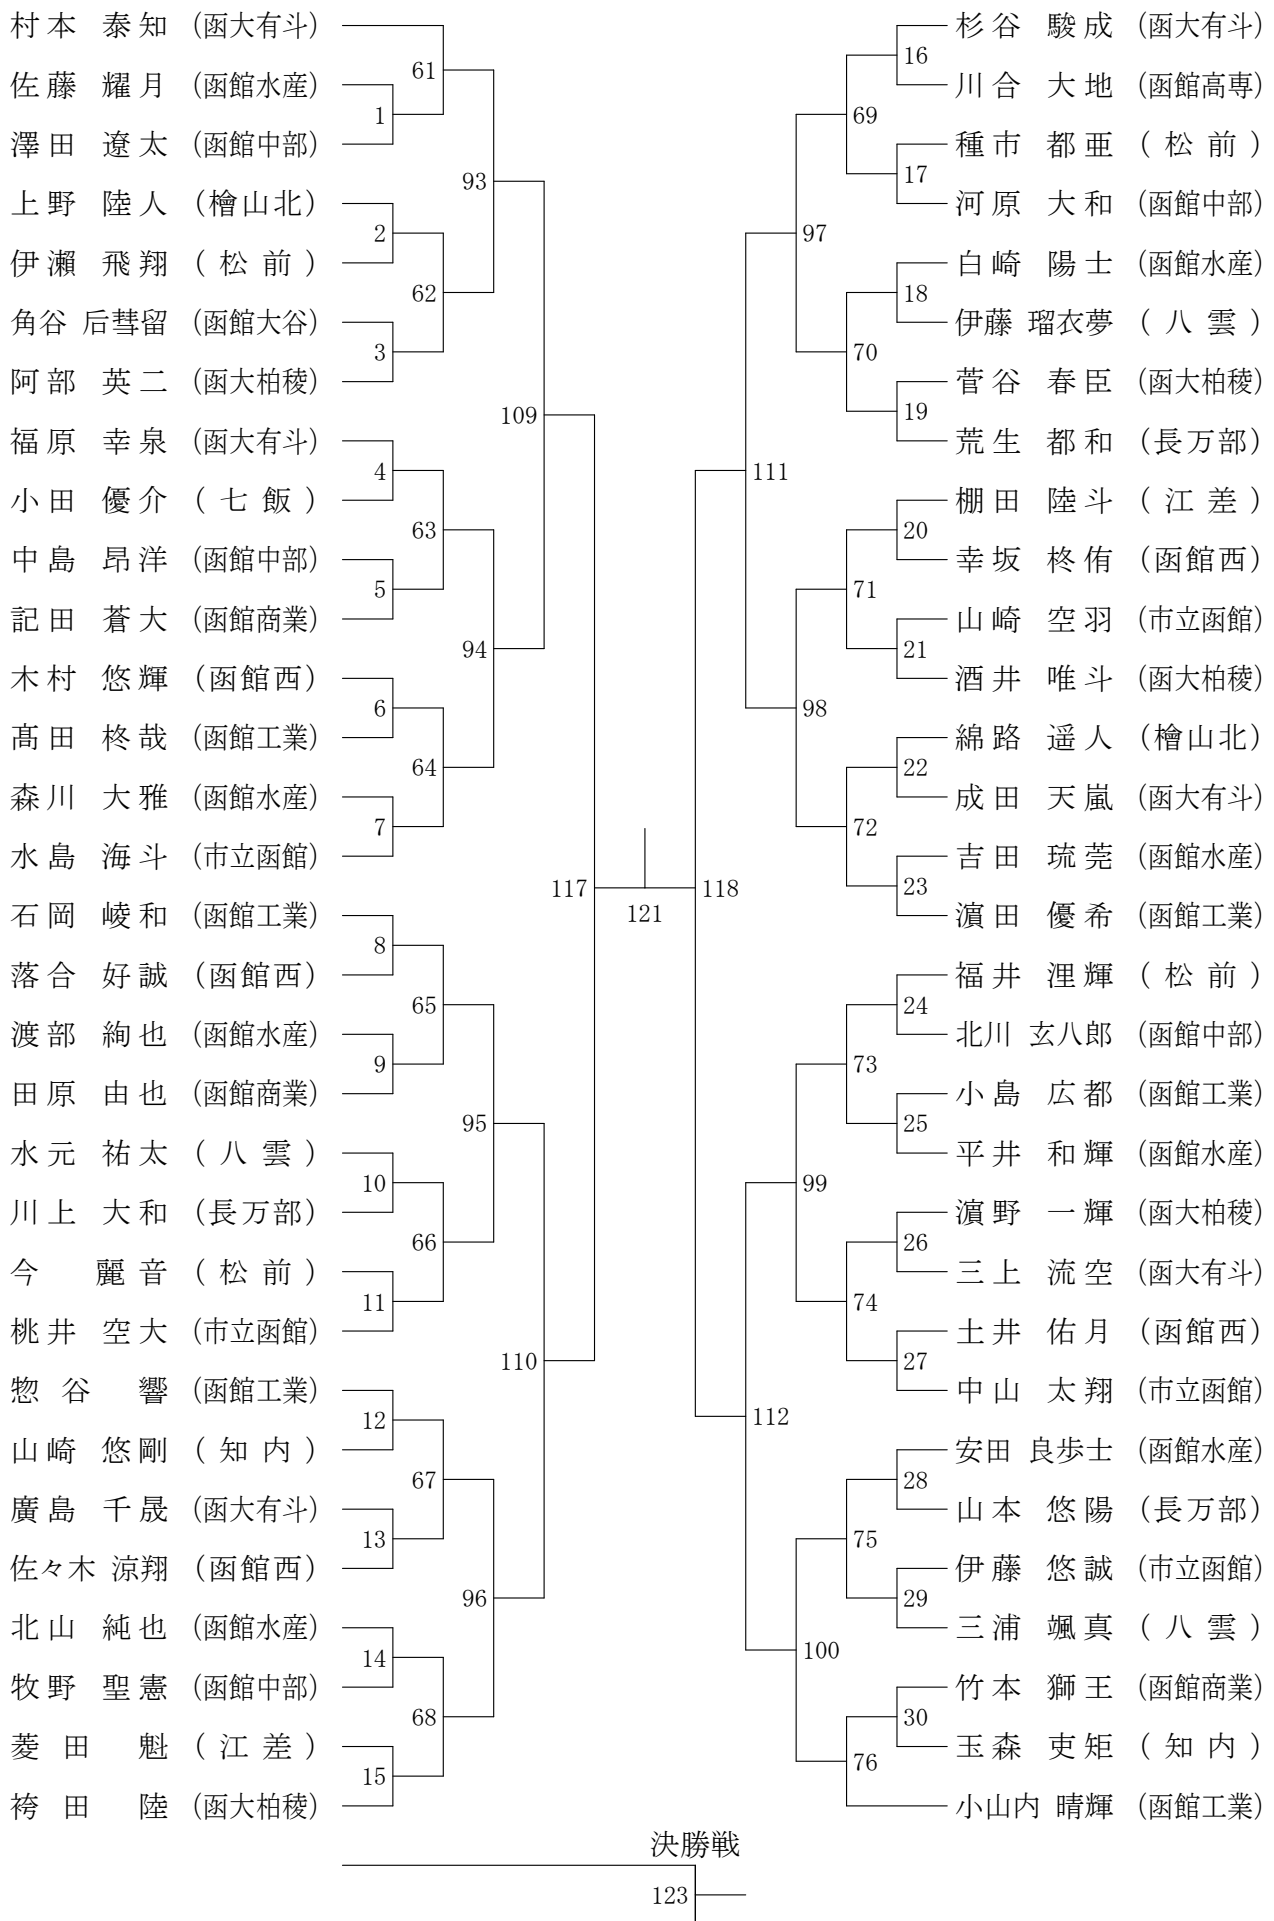 村本 泰知 (函大有斗)
佐藤 耀月 (函館水産)
澤田 遼太 (函館中部)
上野 陸人 (檜山北)
伊瀬 飛翔 (松前)
角谷 后彗留 (函館大谷)
阿部 英二 (函大柏稜)
福原 幸泉 (函大有斗)
小田 優介 (七飯)
中島 昂洋 (函館中部)
記田 蒼大 (函館商業)
木村 悠輝 (函館西)
髙田 柊哉 (函館工業)
森川 大雅 (函館水産)
水島 海斗 (市立函館)
石岡 崚和 (函館工業)
落合 好誠 (函館西)
渡部 絢也 (函館水産)
田原 由也 (函館商業)
水元 祐太 (八雲)
川上 大和 (長万部)
今 麗音 (松前)
桃井 空大 (市立函館)
惣谷 響 (函館工業)
山崎 悠剛 (知内)
廣島 千晟 (函大有斗)
佐々木 涼翔 (函館西)
北山 純也 (函館水産)
牧野 聖憲 (函館中部)
菱田 魁 (江差)
袴田 陸 (函大柏稜)
1
2
3
4
5
6
7
8
9
10
11
12
13
14
15
61
62
63
64
65
66
67
68
93
94
95
96
109
110
117
121
118
111
112
97
98
99
100
69
70
71
72
73
74
75
76
16
17
18
19
20
21
22
23
24
25
26
27
28
29
30
杉谷 駿成 (函大有斗)
川合 大地 (函館高専)
種市 都亜 (松前)
河原 大和 (函館中部)
白崎 陽士 (函館水産)
伊藤 瑠衣夢 (八雲)
菅谷 春臣 (函大柏稜)
荒生 都和 (長万部)
棚田 陸斗 (江差)
幸坂 柊侑 (函館西)
山崎 空羽 (市立函館)
酒井 唯斗 (函大柏稜)
綿路 遥人 (檜山北)
成田 天嵐 (函大有斗)
吉田 琉莞 (函館水産)
濵田 優希 (函館工業)
福井 浬輝 (松前)
北川 玄八郎 (函館中部)
小島 広都 (函館工業)
平井 和輝 (函館水産)
濵野 一輝 (函大柏稜)
三上 流空 (函大有斗)
土井 佑月 (函館西)
中山 太翔 (市立函館)
安田 良歩士 (函館水産)
山本 悠陽 (長万部)
伊藤 悠誠 (市立函館)
三浦 颯真 (八雲)
竹本 獅王 (函館商業)
玉森 吏矩 (知内)
小山内 晴輝 (函館工業)
決勝戦
123